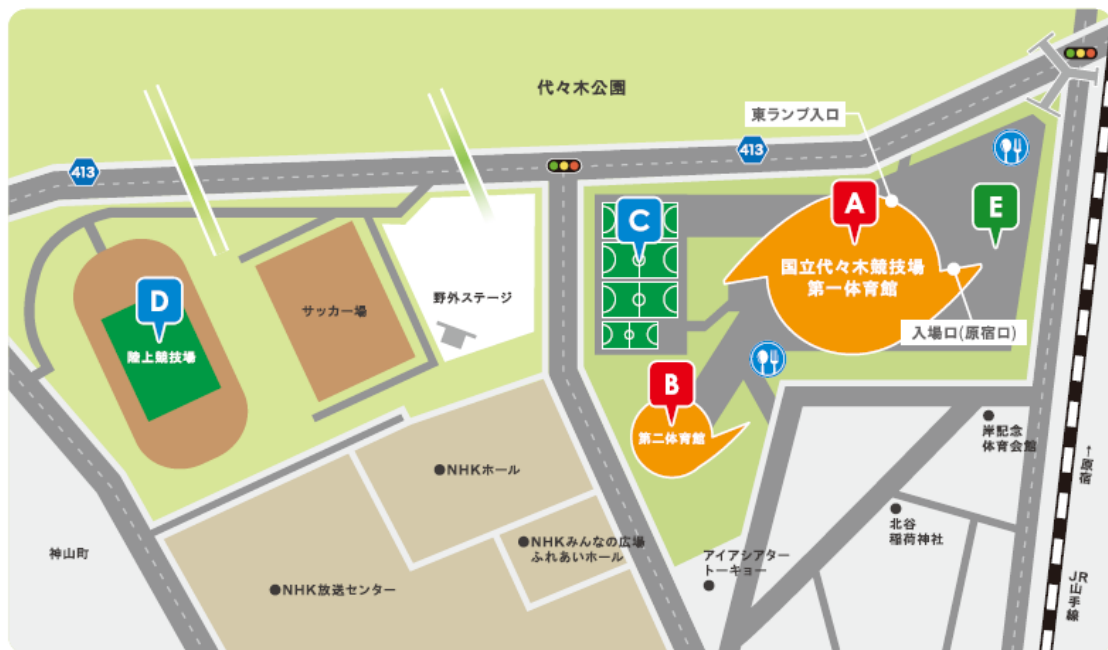 代々木公園
東ランプ入口
413
413
A
E
C
国立代々木競技場
第一体育館
D
サッカー場
野外ステージ
陸上競技場
入場口(原宿口)
B
第二体育館
岸記念
体育会館
←原宿
●NHKホール
北谷
稲荷神社
●NHKみんなの広場
ふれあいホール
神山町
アイアシアター
トーキョー
●NHK放送センター
JR山手線